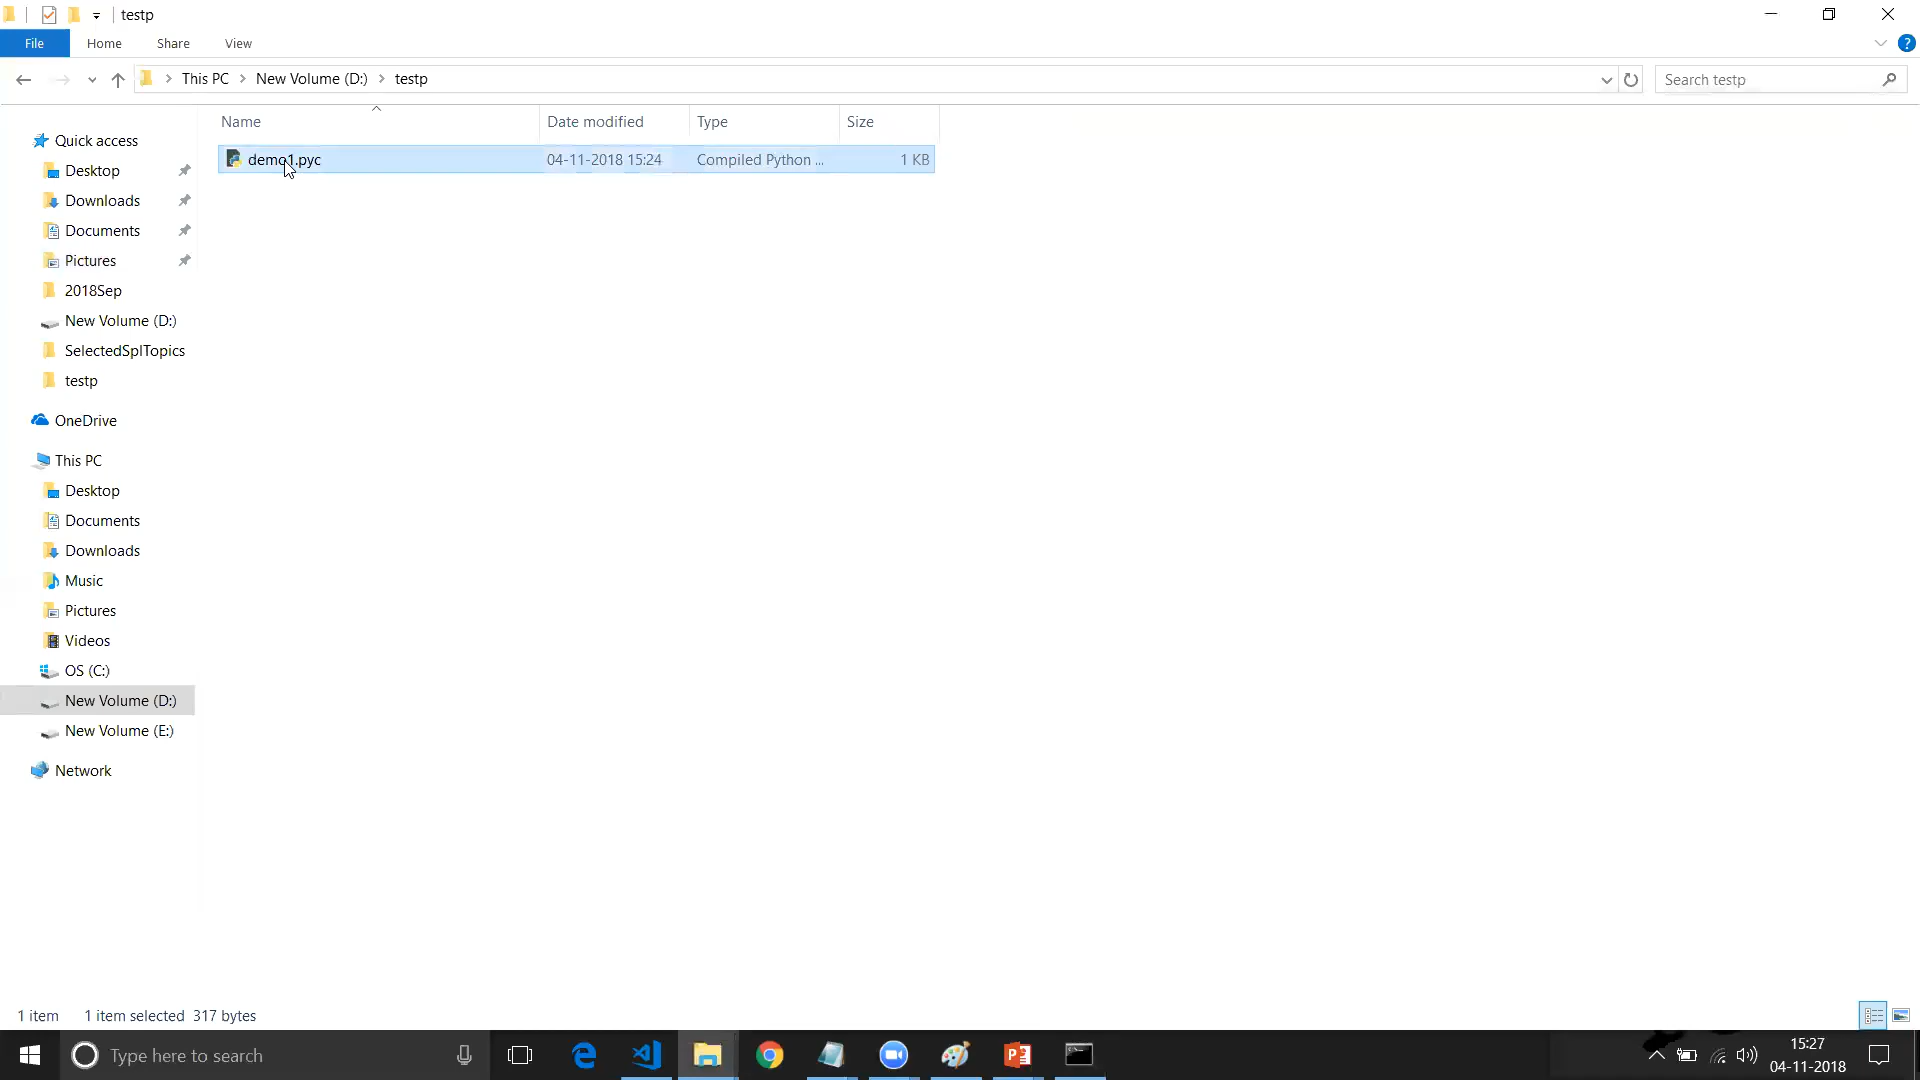 testp
File Home Share View
This PC New Volume (D:) testp
Search testp
Name Date modified Type Size
demo1.pyc 04-11-2018 15:24 Compiled Python ... 1 KB
Quick access
Desktop
Downloads
Documents
Pictures
2018Sep
New Volume (D:)
SelectedSplTopics
testp
OneDrive
This PC
Desktop
Documents
Downloads
Music
Pictures
Videos
OS (C:)
New Volume (D:)
New Volume (E:)
Network
1 item 1 item selected 317 bytes
Type here to search
15:27
04-11-2018